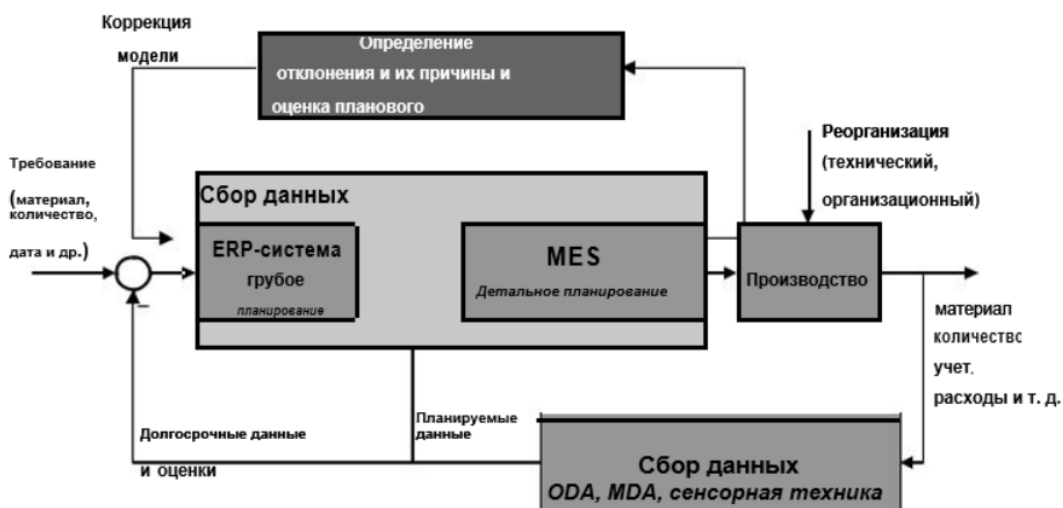 Коррекция
модели
Определение
отклонения и их причины и
оценка планового
Реорганизация
(технический,
организационный)
Требование
(материал,
количество,
дата и др.)
Сбор данных
ERP-система
грубое
планирование
MES
Детальное планирование
Производство
материал
количество
учет.
расходы и т. д.
Долгосрочные данные
и оценки
Планируемые
данные
Сбор данных
ODA, MDA, сенсорная техника